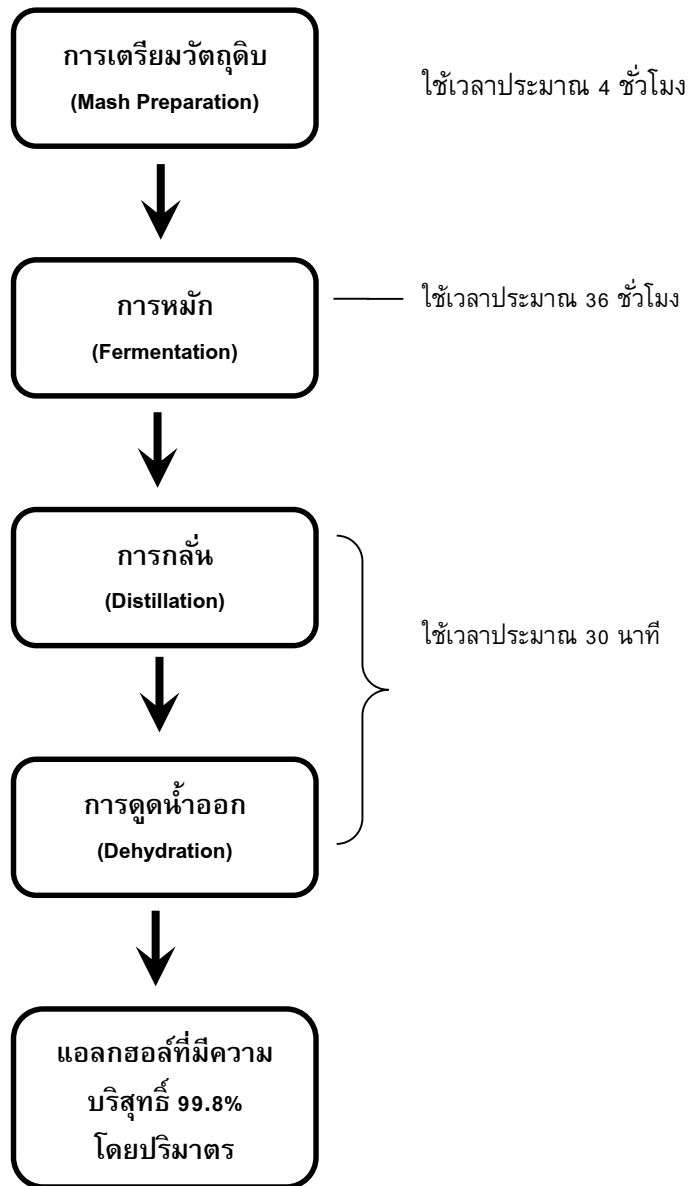 การเตรียมวัตถุดิบ
(Mash Preparation)
ใช้เวลาประมาณ 4 ชั่วโมง
การหมัก
(Fermentation)
ใช้เวลาประมาณ 36 ชั่วโมง
การกลั่น
(Distillation)
ใช้เวลาประมาณ 30 นาที
การดูดน้ำออก
(Dehydration)
แอลกฮอล์ที่มีความ
บริสุทธิ์ 99.8%
โดยปริมาตร